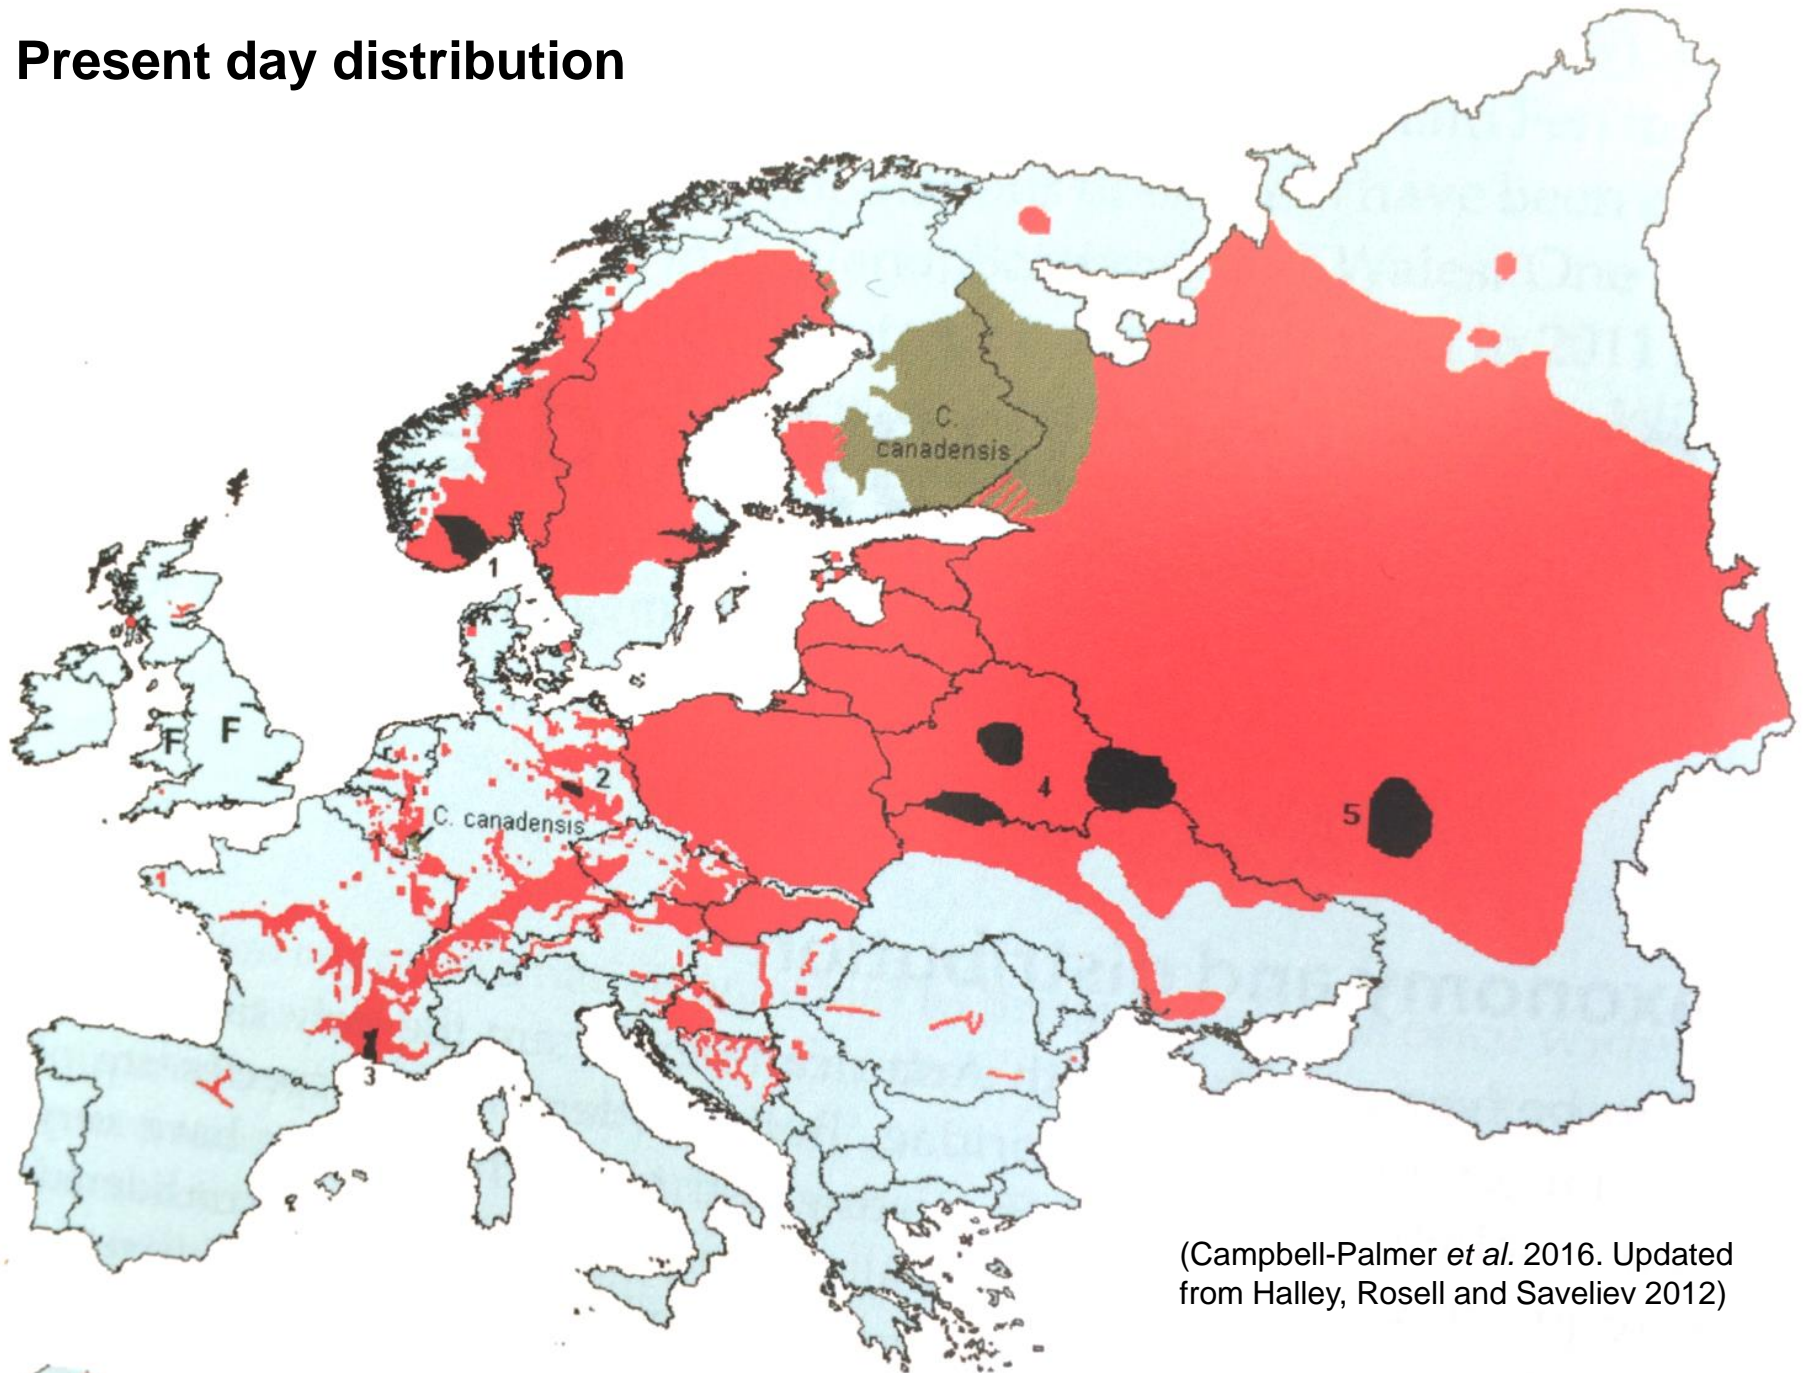 Present day distribution
C.
canadensis
1
F
F
2
4
5
C. canadensis
3
(Campbell-Palmer et al. 2016. Updated
from Halley, Rosell and Saveliev 2012)